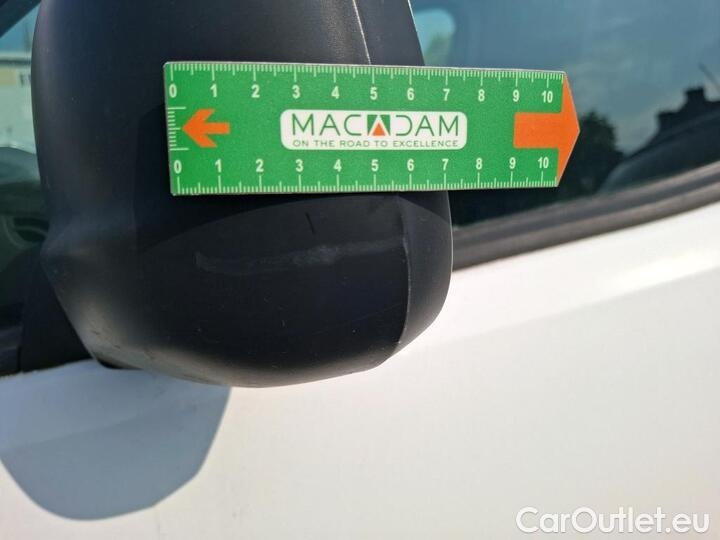 0 1 2 3 4 5 6 7 8 9 10
MACADAM
ON THE ROAD TO EXCELLENCE
0 1 2 3 4 5 6 7 8 9 10
CarOutlet.eu